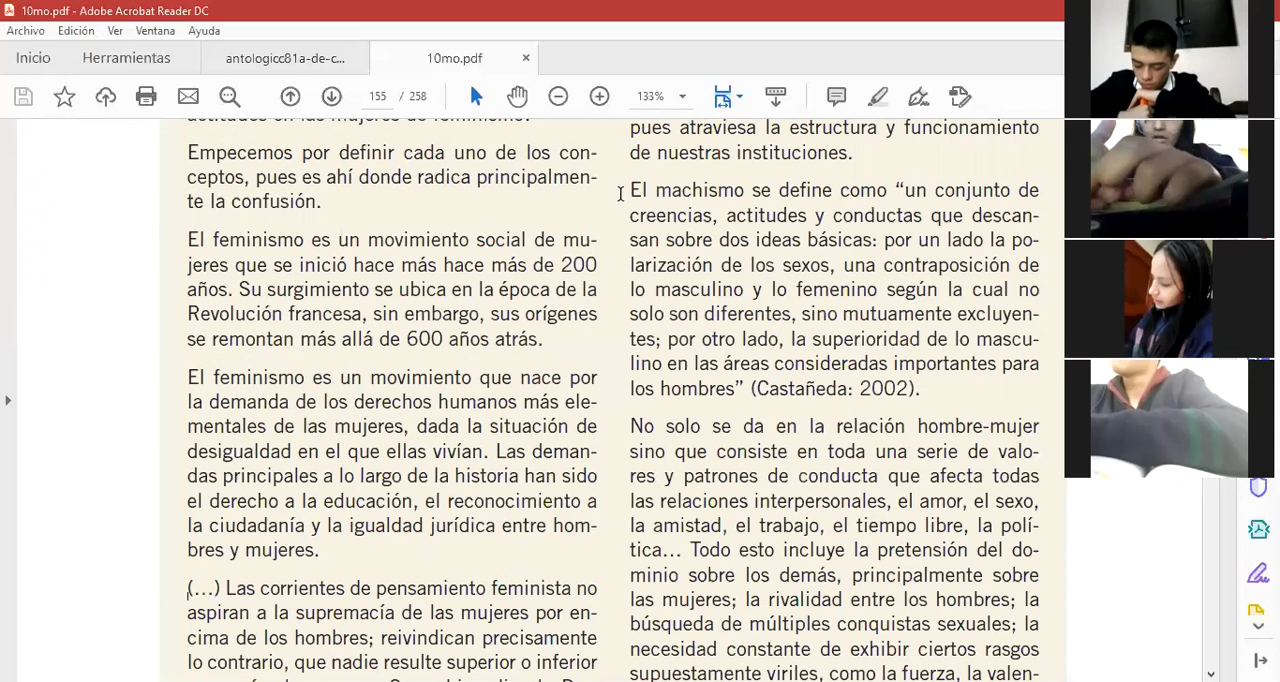 10mo.pdf - Adobe Acrobat Reader DC
Archivo Edición Ver Ventana Ayuda
Inicio Herramientas antologicc81a-de-c... 10mo.pdf ×
155 / 258 133%
Empecemos por definir cada uno de los con-
ceptos, pues es ahí donde radica principalmen-
te la confusión.
El feminismo es un movimiento social de mu-
jeres que se inició hace más hace más de 200
años. Su surgimiento se ubica en la época de la
Revolución francesa, sin embargo, sus orígenes
se remontan más allá de 600 años atrás.
El feminismo es un movimiento que nace por
la demanda de los derechos humanos más ele-
mentales de las mujeres, dada la situación de
desigualdad en el que ellas vivían. Las deman-
das principales a lo largo de la historia han sido
el derecho a la educación, el reconocimiento a
la ciudadanía y la igualdad jurídica entre hom-
bres y mujeres.
(...) Las corrientes de pensamiento feminista no
aspiran a la supremacía de las mujeres por en-
cima de los hombres; reivindican precisamente
lo contrario, que nadie resulte superior o inferior
pues atraviesa la estructura y funcionamiento
de nuestras instituciones.
El machismo se define como “un conjunto de
creencias, actitudes y conductas que descan-
san sobre dos ideas básicas: por un lado la po-
larización de los sexos, una contraposición de
lo masculino y lo femenino según la cual no
solo son diferentes, sino mutuamente excluyen-
tes; por otro lado, la superioridad de lo mascu-
lino en las áreas consideradas importantes para
los hombres” (Castañeda: 2002).
No solo se da en la relación hombre-mujer
sino que consiste en toda una serie de valo-
res y patrones de conducta que afecta todas
las relaciones interpersonales, el amor, el sexo,
la amistad, el trabajo, el tiempo libre, la polí-
tica... Todo esto incluye la pretensión del do-
minio sobre los demás, principalmente sobre
las mujeres; la rivalidad entre los hombres; la
búsqueda de múltiples conquistas sexuales; la
necesidad constante de exhibir ciertos rasgos
supuestamente viriles, como la fuerza, la valen-